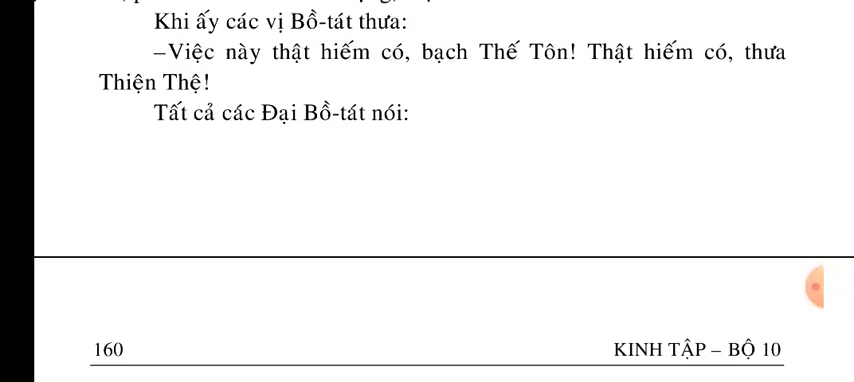 Khi ấy các vị Bồ-tát thưa:
–Việc này thật hiếm có, bạch Thế Tôn! Thật hiếm có, thưa
Thiện Thệ!
Tất cả các Đại Bồ-tát nói:
160
KINH TẬP – BỘ 10